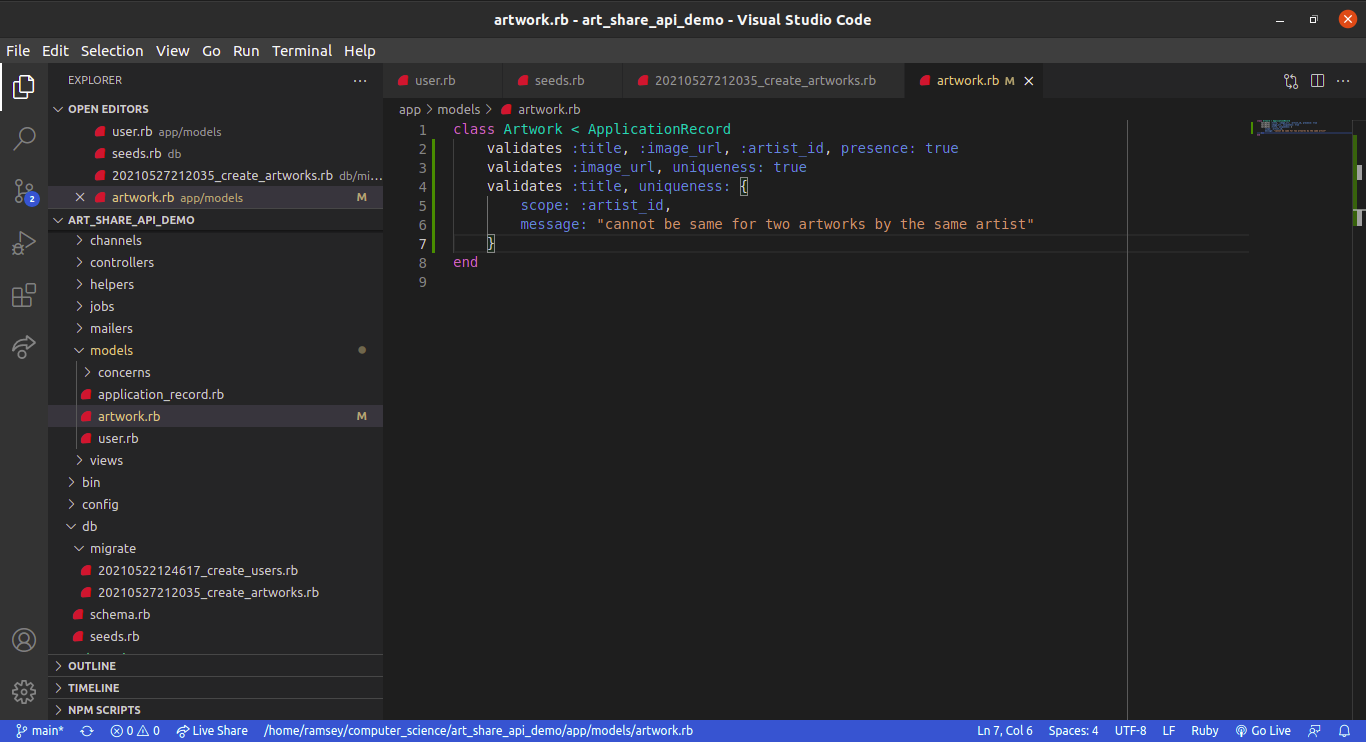 artwork.rb - art_share_api_demo - Visual Studio Code
File Edit Selection View Go Run Terminal Help
EXPLORER
OPEN EDITORS
user.rb app/models
seeds.rb db
20210527212035_create_artworks.rb db/mi...
artwork.rb app/models M
ART_SHARE_API_DEMO
channels
controllers
helpers
jobs
mailers
models
concerns
application_record.rb
artwork.rb M
user.rb
views
bin
config
db
migrate
20210522124617_create_users.rb
20210527212035_create_artworks.rb
schema.rb
seeds.rb
OUTLINE
TIMELINE
NPM SCRIPTS
2
user.rb seeds.rb 20210527212035_create_artworks.rb artwork.rb M
app > models > artwork.rb
1 class Artwork < ApplicationRecord
2 validates :title, :image_url, :artist_id, presence: true
3 validates :image_url, uniqueness: true
4 validates :title, uniqueness: {
5 scope: :artist_id,
6 message: "cannot be same for two artworks by the same artist"
7 }
8 end
9
main* 0 0 Live Share /home/ramsey/computer_science/art_share_api_demo/app/models/artwork.rb Ln 7, Col 6 Spaces: 4 UTF-8 LF Ruby Go Live